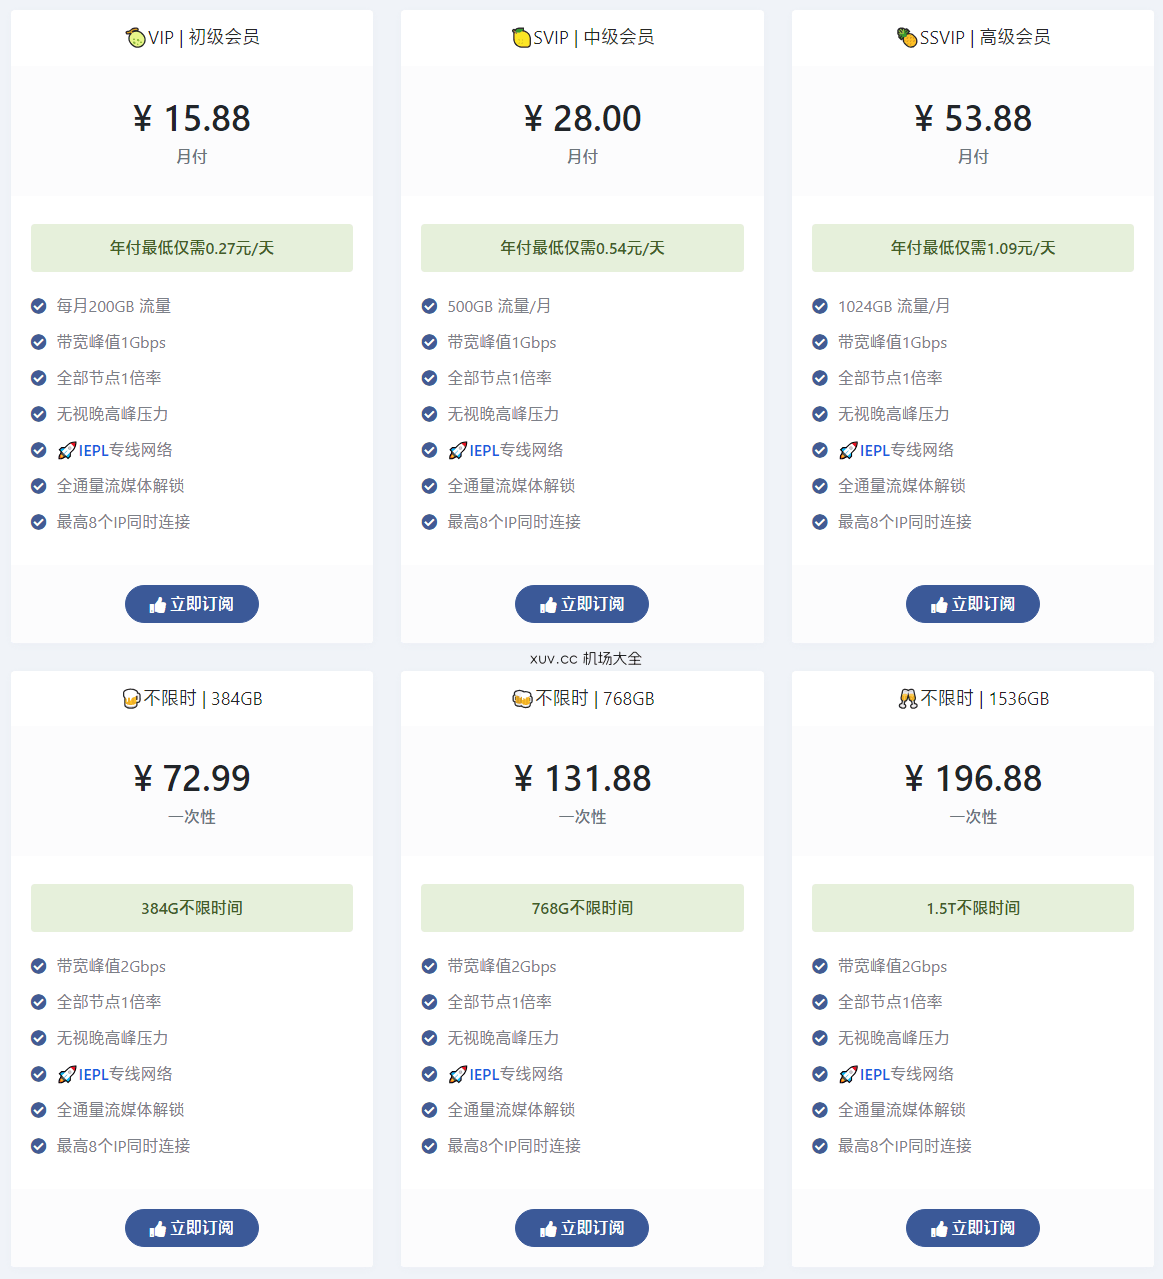 VIP | 初级会员
¥ 15.88
月付
年付最低仅需0.27元/天
每月200GB 流量
带宽峰值1Gbps
全部节点1倍率
无视晚高峰压力
🚀IEPL专线网络
全通量流媒体解锁
最高8个IP同时连接
立即订阅
SVIP | 中级会员
¥ 28.00
月付
年付最低仅需0.54元/天
500GB 流量/月
带宽峰值1Gbps
全部节点1倍率
无视晚高峰压力
🚀IEPL专线网络
全通量流媒体解锁
最高8个IP同时连接
立即订阅
SSVIP | 高级会员
¥ 53.88
月付
年付最低仅需1.09元/天
1024GB 流量/月
带宽峰值1Gbps
全部节点1倍率
无视晚高峰压力
🚀IEPL专线网络
全通量流媒体解锁
最高8个IP同时连接
立即订阅
xuv.cc 机场大全
不限时 | 384GB
¥ 72.99
一次性
384G不限时间
带宽峰值2Gbps
全部节点1倍率
无视晚高峰压力
🚀IEPL专线网络
全通量流媒体解锁
最高8个IP同时连接
立即订阅
不限时 | 768GB
¥ 131.88
一次性
768G不限时间
带宽峰值2Gbps
全部节点1倍率
无视晚高峰压力
🚀IEPL专线网络
全通量流媒体解锁
最高8个IP同时连接
立即订阅
不限时 | 1536GB
¥ 196.88
一次性
1.5T不限时间
带宽峰值2Gbps
全部节点1倍率
无视晚高峰压力
🚀IEPL专线网络
全通量流媒体解锁
最高8个IP同时连接
立即订阅